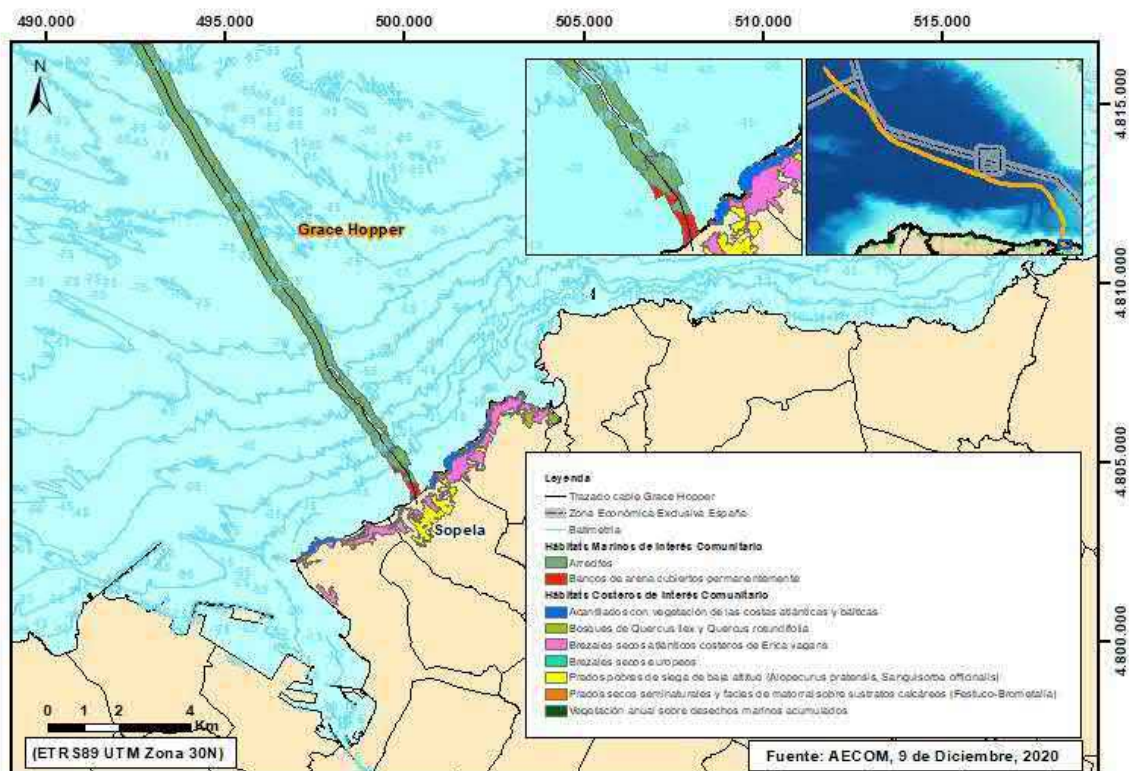 490.000 495.000 500.000 505.000 510.000 515.000
4.815.000
4.810.000
4.805.000
4.800.000
N
Grace Hopper
Sopela
Leyenda
Trazado cable Grace Hopper
Zona Económica Exclusiva España
Batimetría
Hábitats Marinos de Interés Comunitario
Arrecifes
Bancos de arena cubiertos permanentemente
Hábitats Costeros de Interés Comunitario
Acantilados con vegetación de las costas atlánticas y bálticas
Bosques de Quercus ilex y Quercus rotundifolia
Brezales secos atlánticos costeros de Erica vagans
Brezales secos europeos
Prados pobres de siega de baja altitud (Alopecurus pratensis, Sanguisorba officinalis)
Prados secos seminaturales y facies de matorral sobre sustratos calcáreos (Festuco-Brometalia)
Vegetación anual sobre desechos marinos acumulados
0 1 2 4
Km
(ETRS89 UTM Zona 30N)
Fuente: AECOM, 9 de Diciembre, 2020